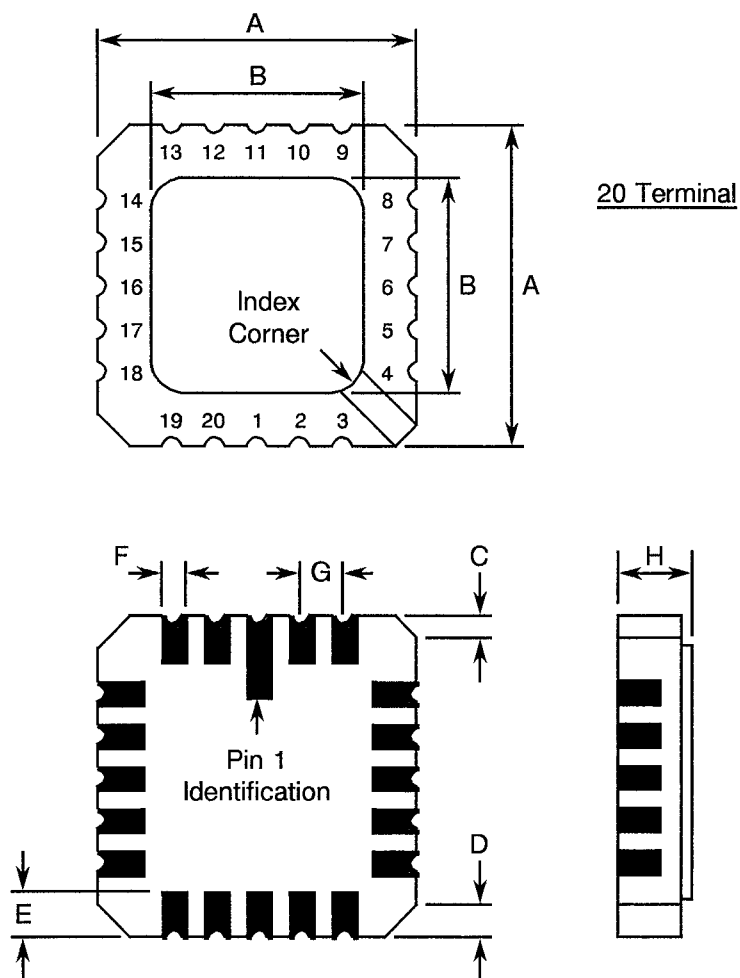 A
B
13 12 11 10 9
14 8
20 Terminal
15 7
16 6
B A
Index
Corner
17 5
18 4
19 20 1 2 3
F G C H
Pin 1
Identification
D
E